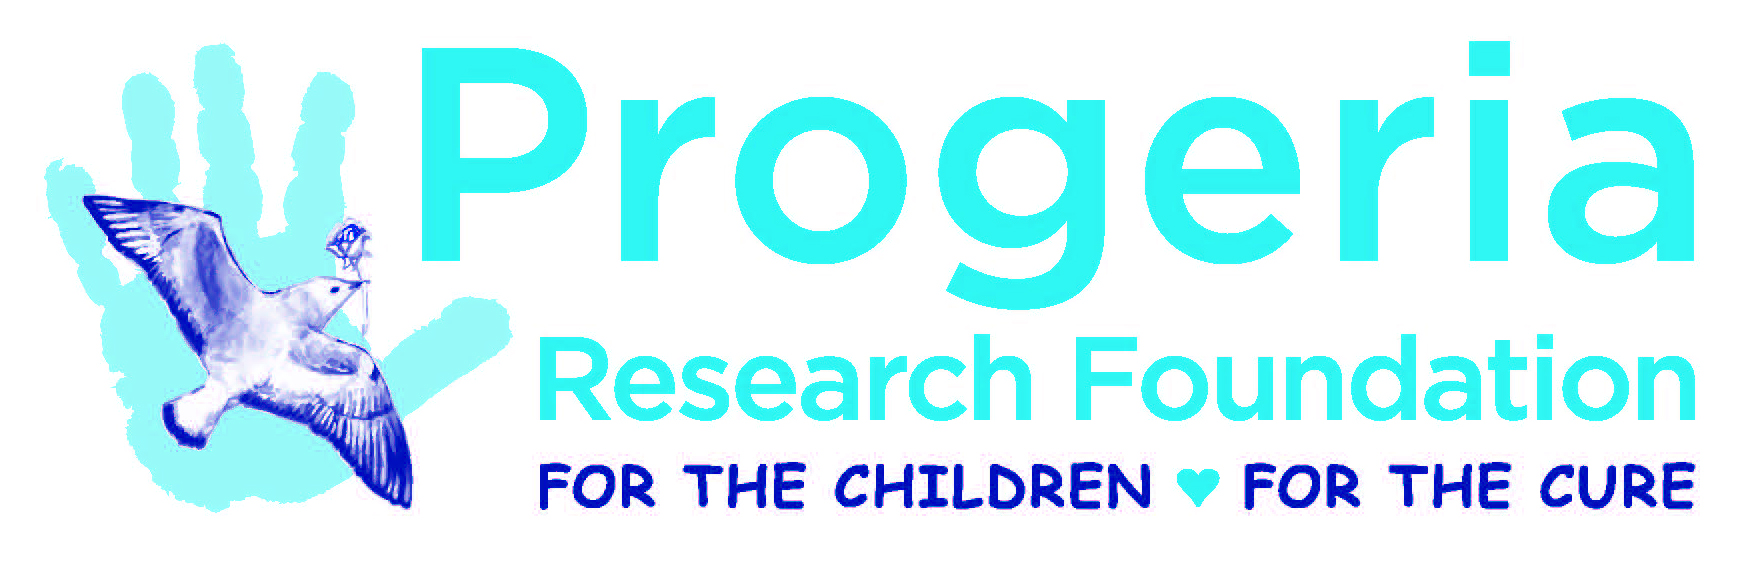 Progeria
Research Foundation
FOR THE CHILDREN ♥ FOR THE CURE